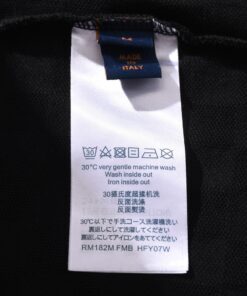 M
MADE
IN
ITALY
30
30°C very gentle machine wash
Wash inside out
Iron inside out
30攝氏度超
机洗
反面洗滌
反面熨燙
30℃以下で手洗コース洗濯機洗い
裏返しにして洗濯してください
裏返しにしてアイロンをあててください
RM182M FMB HFY07W